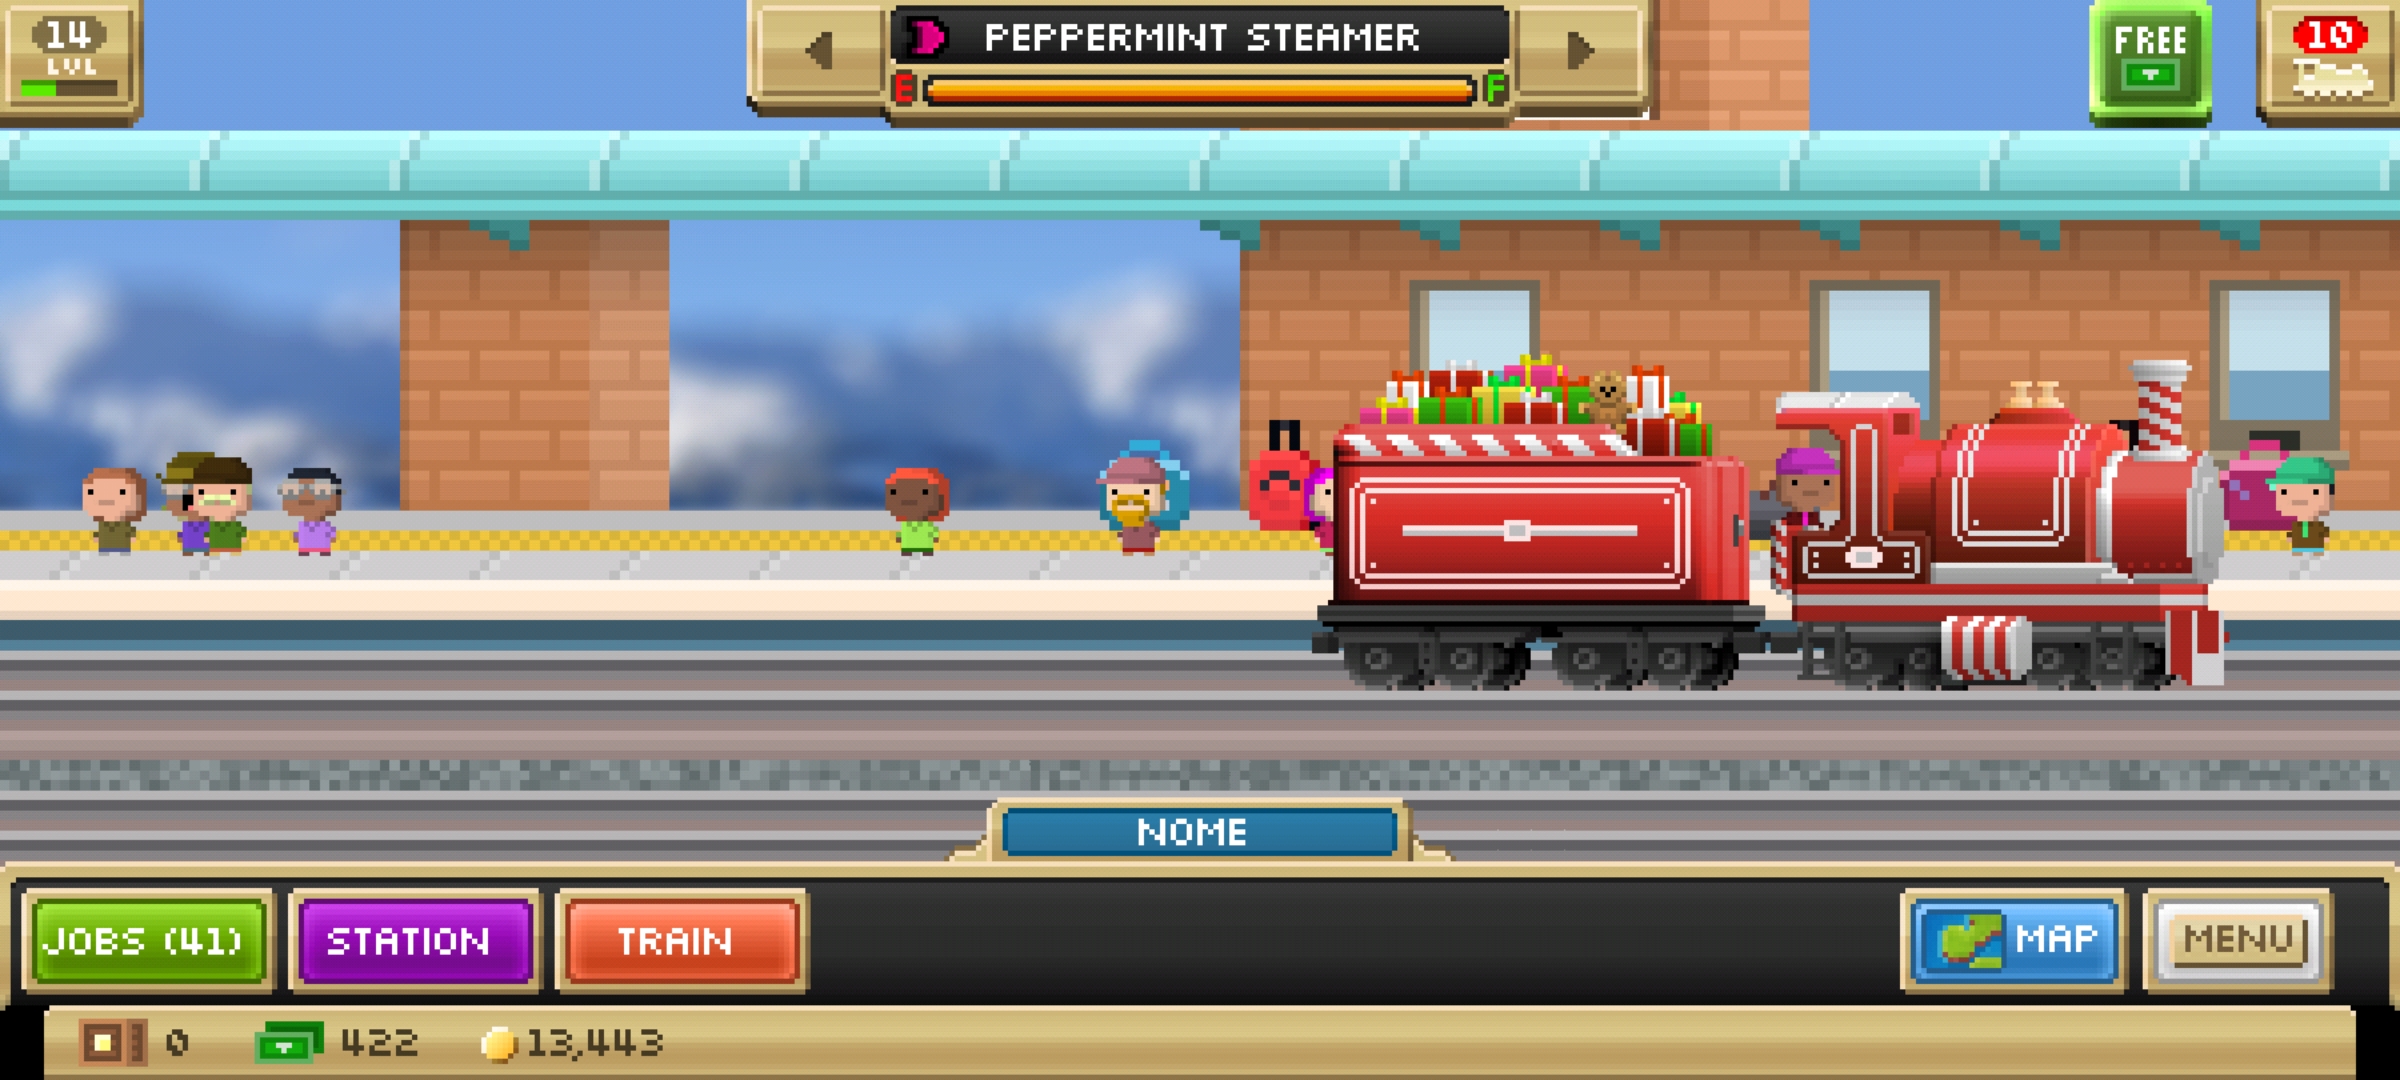 14
LVL
PEPPERMINT STEAMER
E F
FREE
10
NOME
JOBS (41)
STATION
TRAIN
MAP
MENU
0
422
13,443